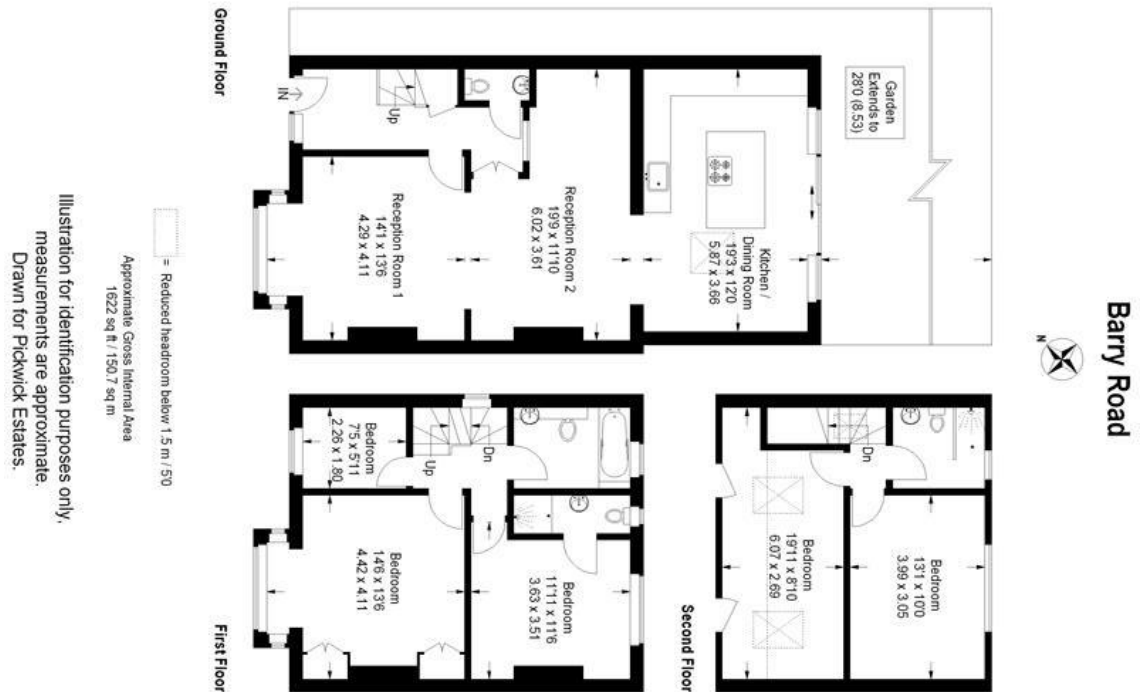 Barry Road
N
Garden
Extends to
28'0 (8.53)
Kitchen /
Dining Room
19'3 x 12'0
5.87 x 3.66
Reception Room 2
19'9 x 11'10
6.02 x 3.61
Reception Room 1
14'1 x 13'6
4.29 x 4.11
Up
IN
Ground Floor
Bedroom
11'11 x 11'6
3.63 x 3.51
Dn
Up
Bedroom
7'5 x 5'11
2.26 x 1.80
Bedroom
14'6 x 13'6
4.42 x 4.11
First Floor
Bedroom
13'1 x 10'0
3.99 x 3.05
Dn
Bedroom
19'11 x 8'10
6.07 x 2.69
Second Floor
= Reduced headroom below 1.5 m / 5'0
Approximate Gross Internal Area
1622 sq ft / 150.7 sq m
Illustration for identification purposes only,
measurements are approximate.
Drawn for Pickwick Estates.